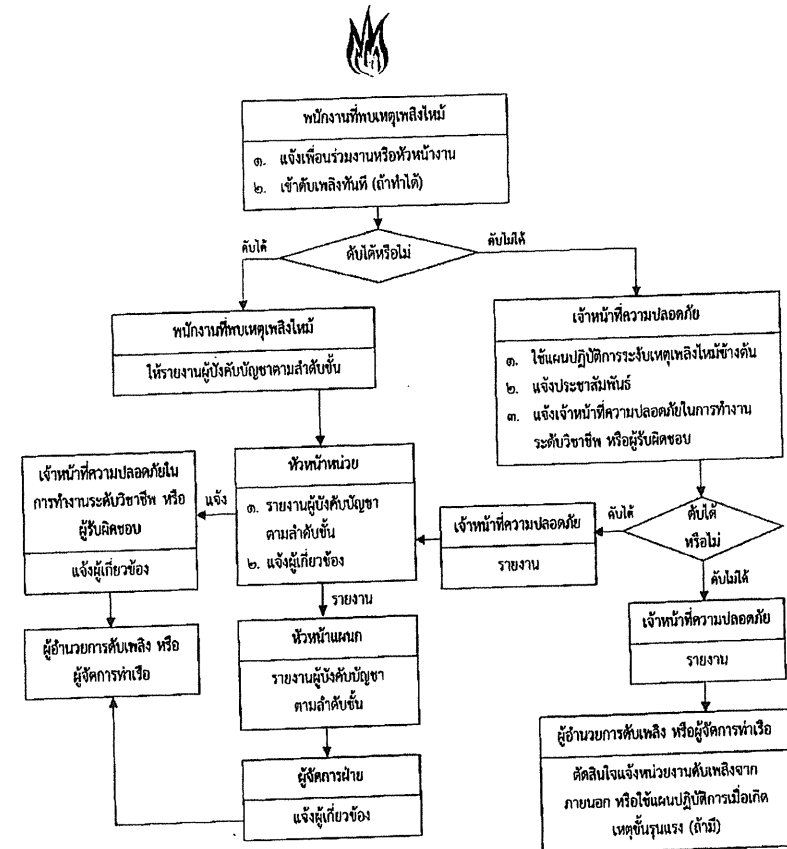 พนักงานที่พบเหตุเพลิงไหม้
๑. แจ้งเพื่อนร่วมงานหรือหัวหน้างาน
๒. เข้าดับเพลิงทันที (ถ้าทำได้)
ดับได้หรือไม่
ดับได้
ดับไม่ได้
พนักงานที่พบเหตุเพลิงไหม้
ให้รายงานผู้บังคับบัญชาตามลำดับขั้น
เจ้าหน้าที่ความปลอดภัย
๑. ใช้แผนปฏิบัติการระงับเหตุเพลิงไหม้ข้างต้น
๒. แจ้งประชาสัมพันธ์
๓. แจ้งเจ้าหน้าที่ความปลอดภัยในการทำงาน
ระดับวิชาชีพ หรือผู้รับผิดชอบ
เจ้าหน้าที่ความปลอดภัยใน
การทำงานระดับวิชาชีพ หรือ
ผู้รับผิดชอบ
แจ้งผู้เกี่ยวข้อง
แจ้ง
หัวหน้าหน่วย
๑. รายงานผู้บังคับบัญชา
ตามลำดับขั้น
๒. แจ้งผู้เกี่ยวข้อง
เจ้าหน้าที่ความปลอดภัย
รายงาน
ดับได้
ดับได้
หรือไม่
ดับไม่ได้
รายงาน
ผู้อำนวยการดับเพลิง หรือ
ผู้จัดการท่าเรือ
หัวหน้าแผนก
รายงานผู้บังคับบัญชา
ตามลำดับขั้น
เจ้าหน้าที่ความปลอดภัย
รายงาน
ผู้จัดการฝ่าย
แจ้งผู้เกี่ยวข้อง
ผู้อำนวยการดับเพลิง หรือผู้จัดการท่าเรือ
ตัดสินใจแจ้งหน่วยงานดับเพลิงจาก
ภายนอก หรือใช้แผนปฏิบัติการเมื่อเกิด
เหตุขั้นรุนแรง (ถ้ามี)